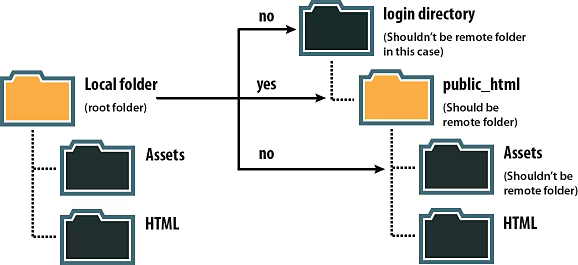 no
login directory
(Shouldn't be remote folder
in this case)
Local folder
(root folder)
yes
public_html
(Should be
remote folder)
Assets
no
Assets
(Shouldn't be
remote folder)
HTML
HTML